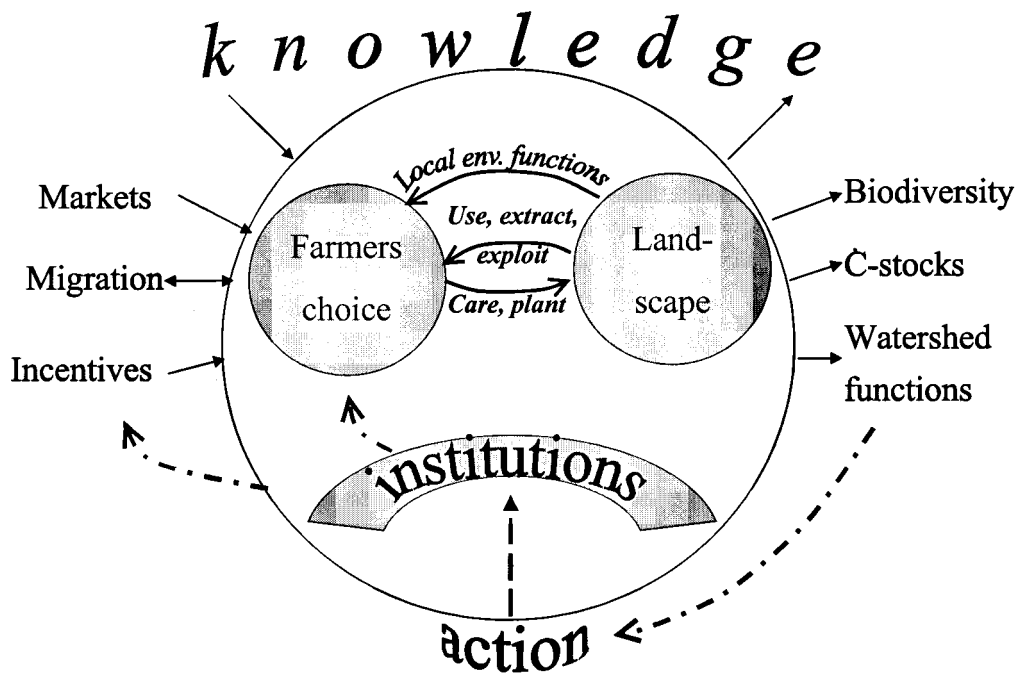 knowledge
Local env. functions
Markets
Migration
Incentives
Farmers
choice
Use, extract,
exploit
Care, plant
Land-
scape
Biodiversity
C-stocks
Watershed
functions
institutions
action